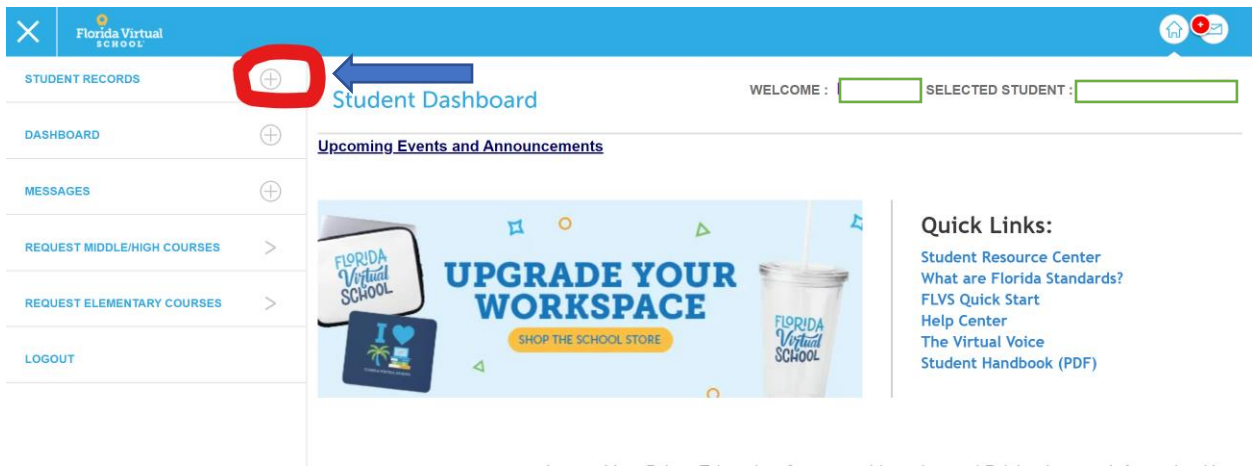 Florida Virtual
SCHOOL
STUDENT RECORDS
DASHBOARD
MESSAGES
REQUEST MIDDLE/HIGH COURSES
REQUEST ELEMENTARY COURSES
LOGOUT
Student Dashboard
WELCOME :
SELECTED STUDENT :
Upcoming Events and Announcements
FLORIDA
Virtual
SCHOOL
I
UPGRADE YOUR
WORKSPACE
SHOP THE SCHOOL STORE
FLORIDA
Virtual
SCHOOL
Quick Links:
Student Resource Center
What are Florida Standards?
FLVS Quick Start
Help Center
The Virtual Voice
Student Handbook (PDF)